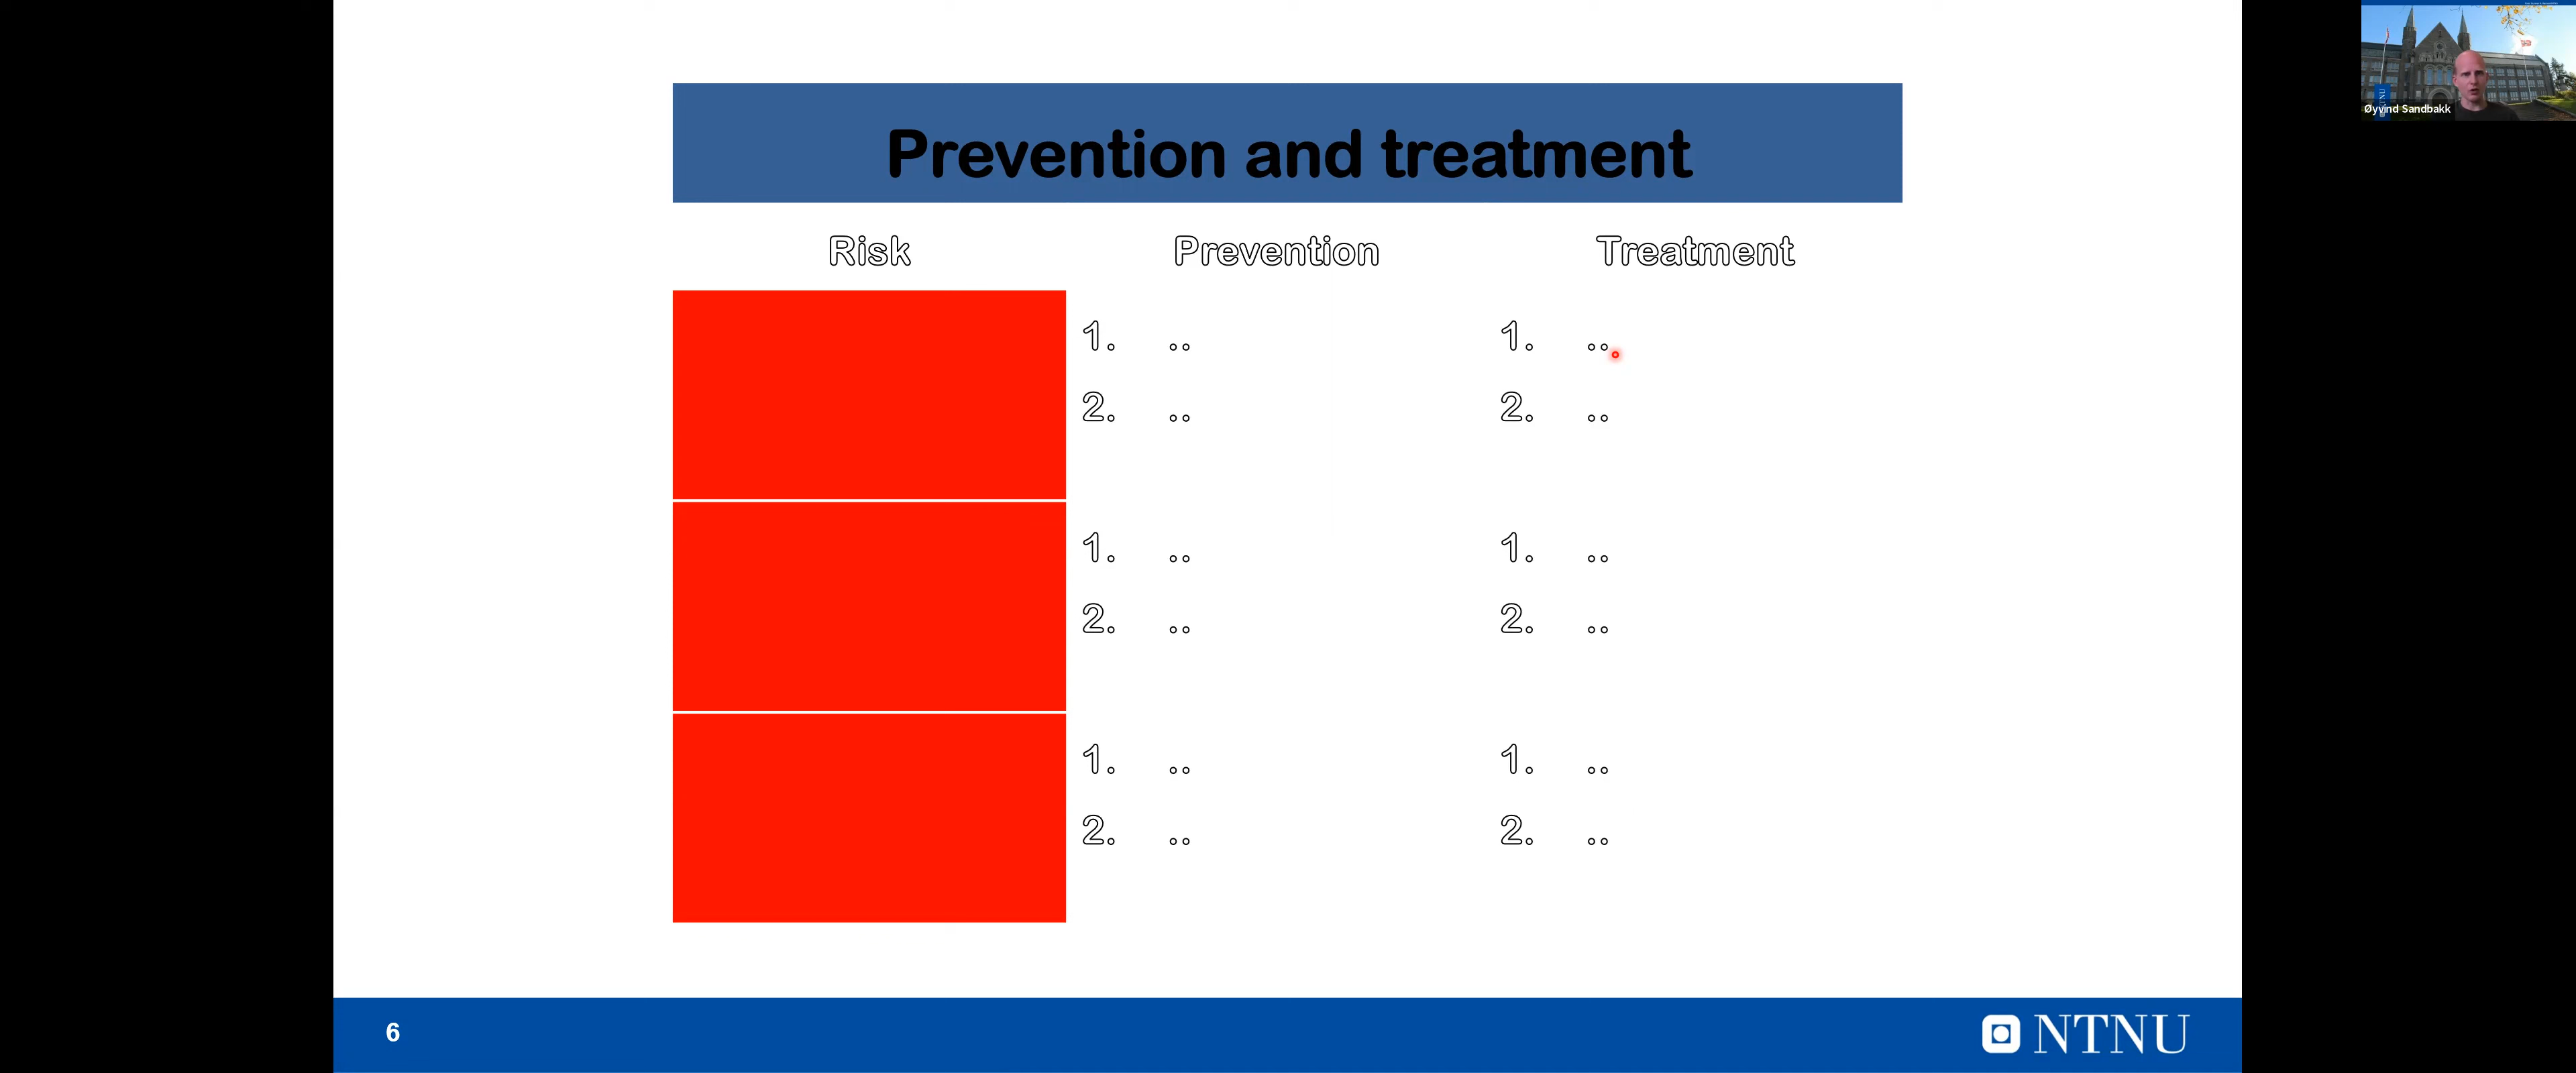 Prevention and treatment
Risk Prevention Treatment
1. .. 1. ..
2. .. 2. ..
1. .. 1. ..
2. .. 2. ..
1. .. 1. ..
2. .. 2. ..
6
NTNU
Øyvind Sandbakk